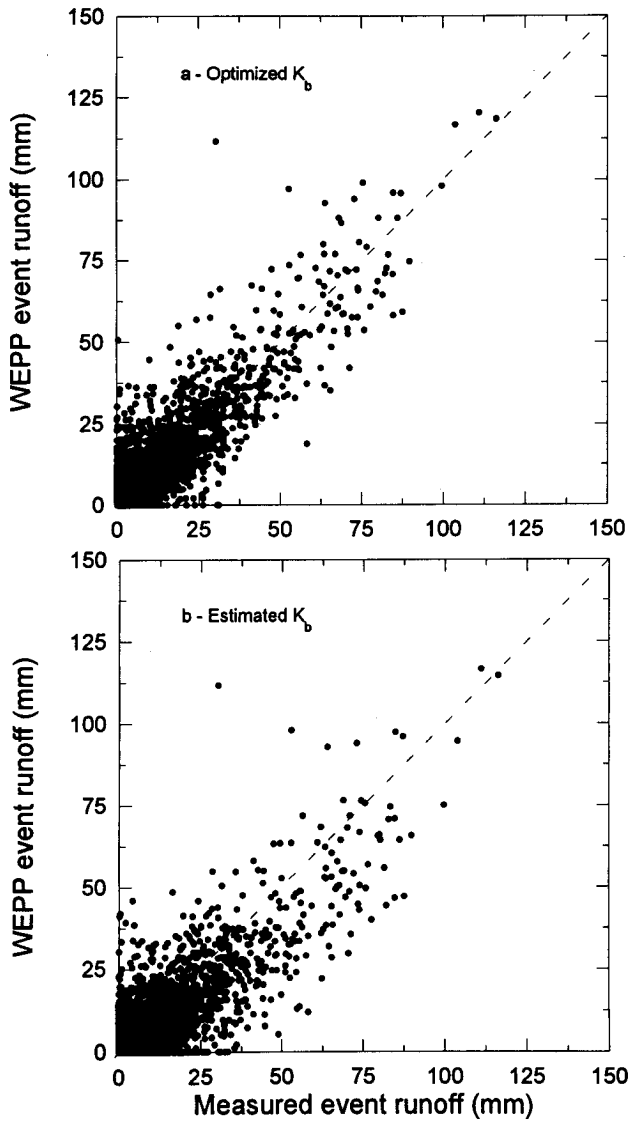 150
125
100
75
50
25
0
WEPP event runoff (mm)
a - Optimized K_b
0 25 50 75 100 125 150
150
125
100
75
50
25
0
WEPP event runoff (mm)
b - Estimated K_b
0 25 50 75 100 125 150
Measured event runoff (mm)